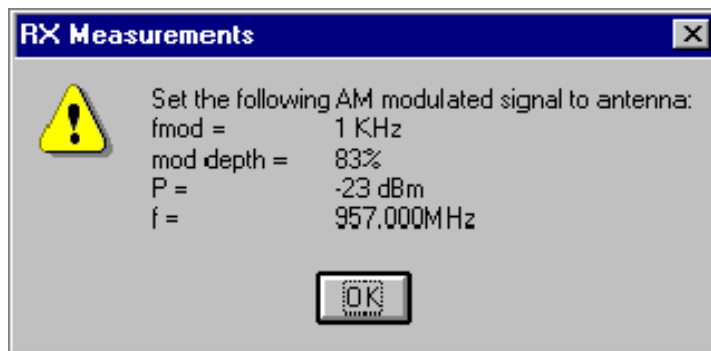 RX Measurements
Set the following AM modulated signal to antenna:
fmod = 1 KHz
mod depth = 83%
P = -23 dBm
f = 957.000MHz
OK